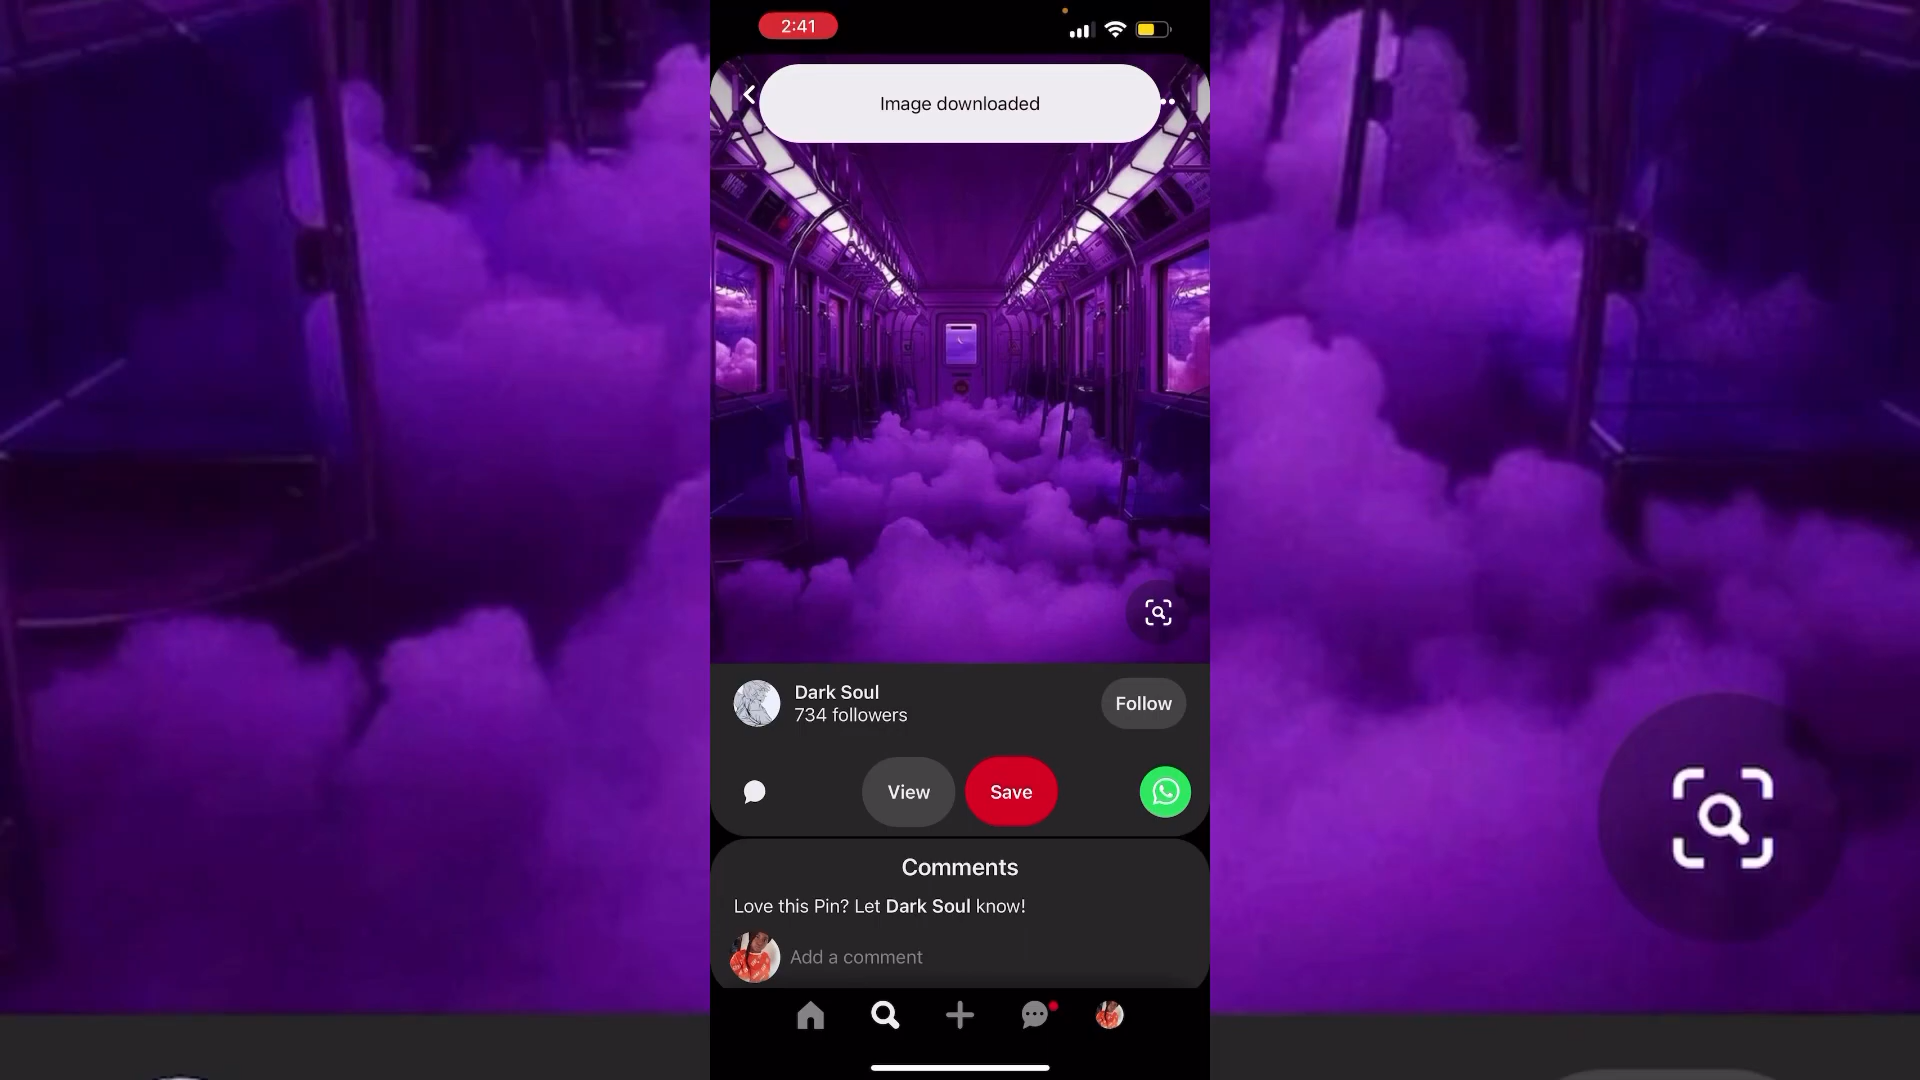 2:41
Image downloaded
Dark Soul
734 followers
Follow
View
Save
Comments
Love this Pin? Let Dark Soul know!
Add a comment